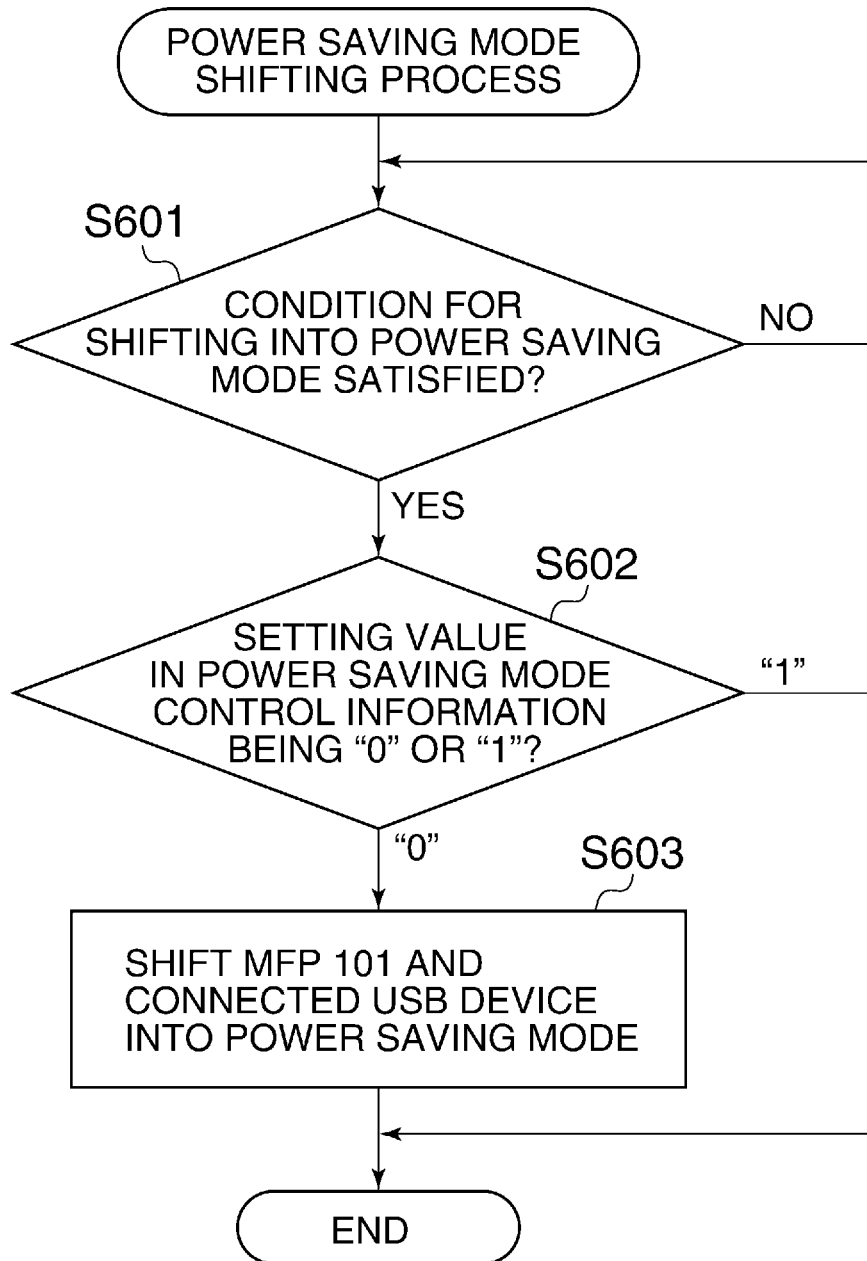 POWER SAVING MODE
SHIFTING PROCESS
S601
CONDITION FOR
SHIFTING INTO POWER SAVING
MODE SATISFIED?
NO
YES
S602
SETTING VALUE
IN POWER SAVING MODE
CONTROL INFORMATION
BEING “0” OR “1”?
“1”
“0”
S603
SHIFT MFP 101 AND
CONNECTED USB DEVICE
INTO POWER SAVING MODE
END